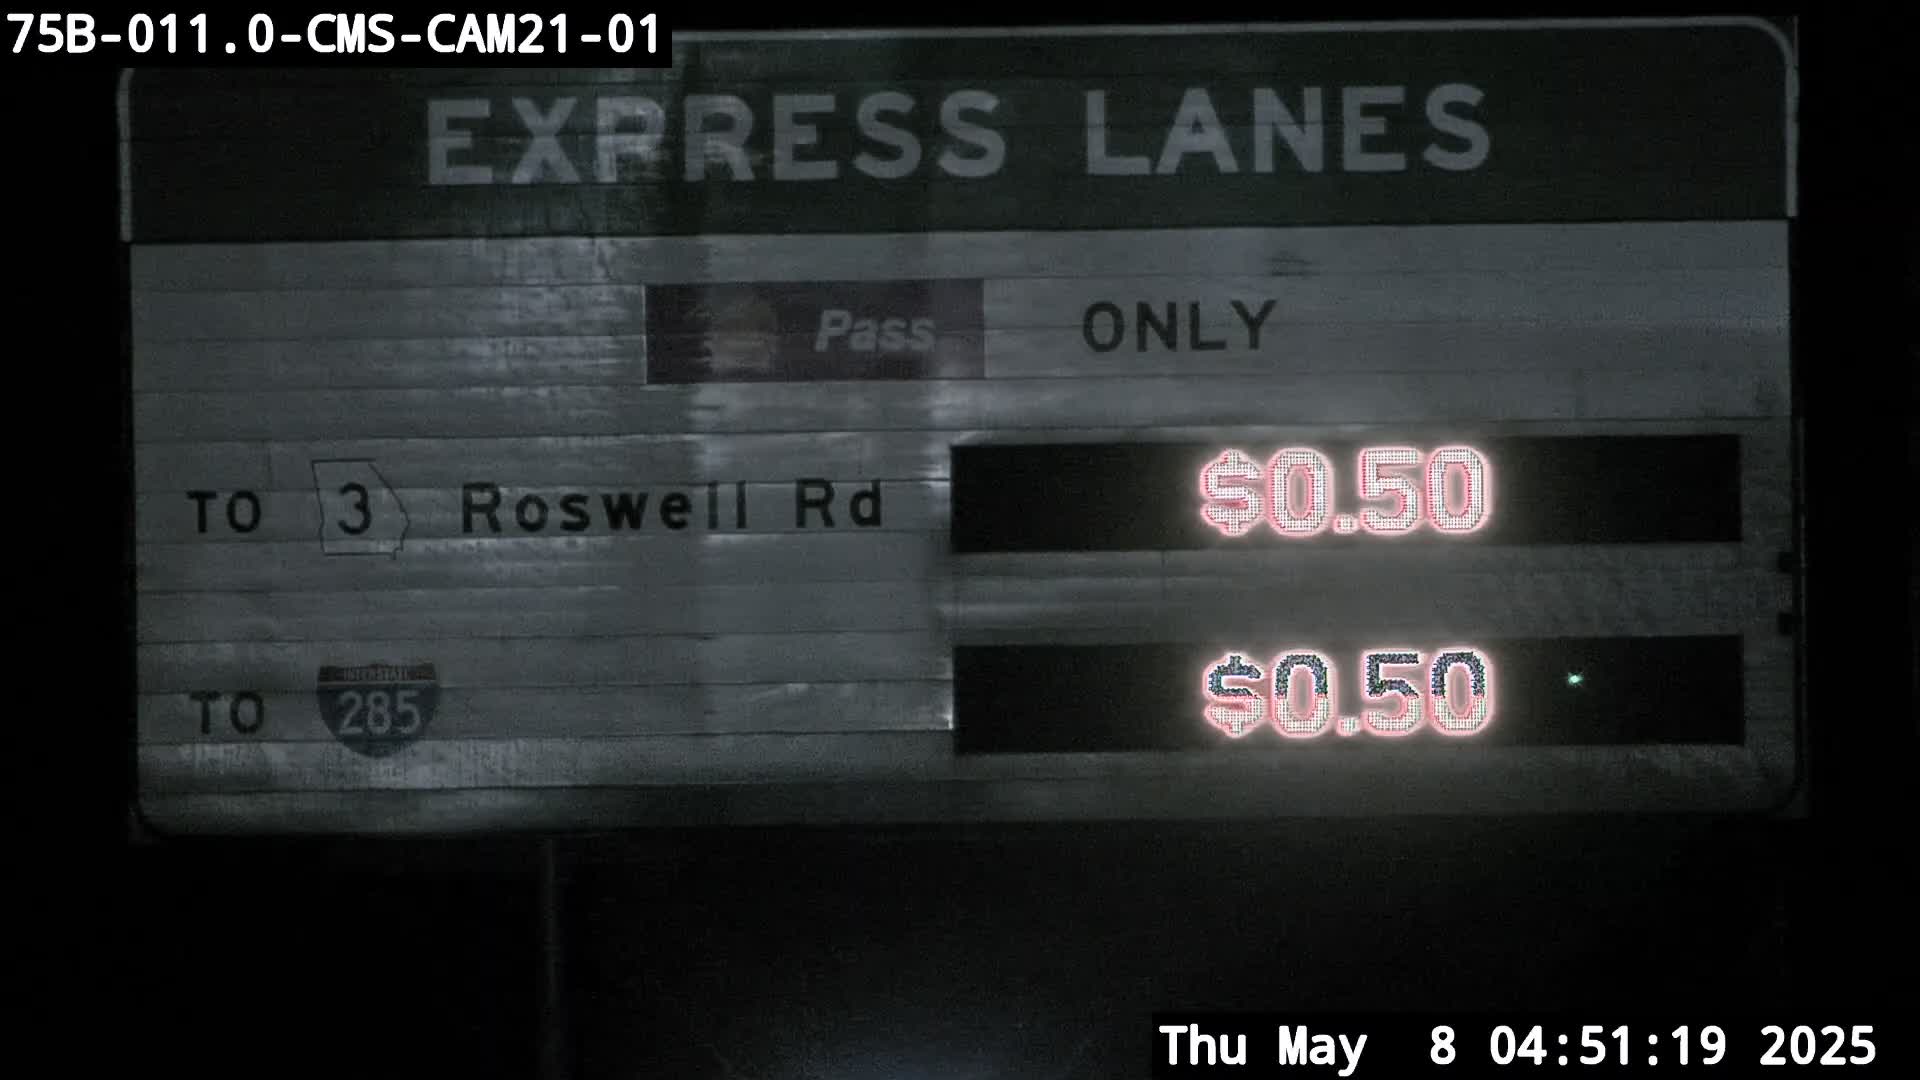 75B-011.0-CMS-CAM21-01
EXPRESS LANES
Pass ONLY
TO 3 Roswell Rd $0.50
TO INTERSTATE 285 $0.50
Thu May 8 04:51:19 2025